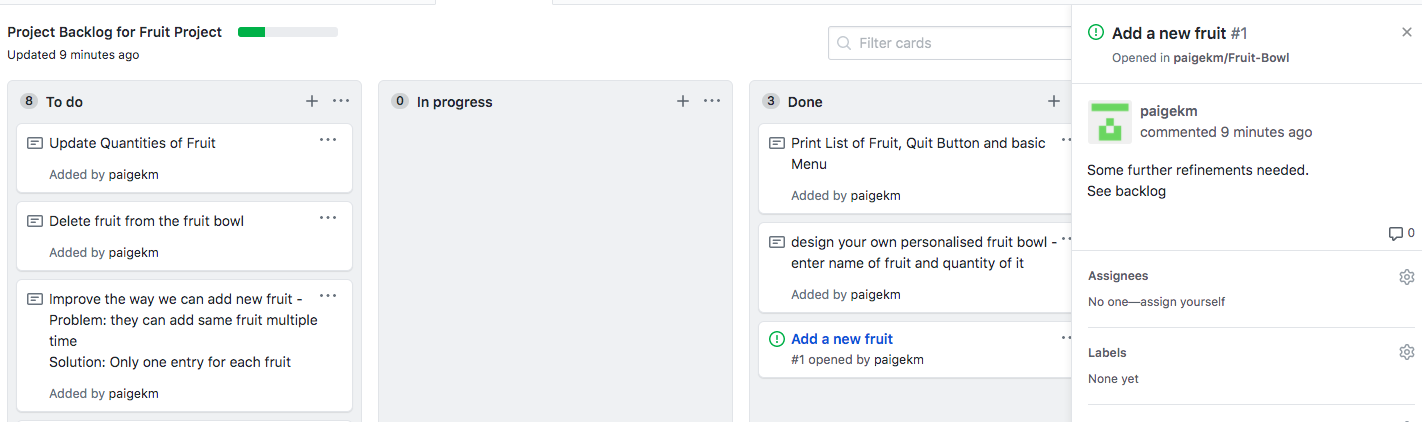 Project Backlog for Fruit Project
Updated 9 minutes ago
Filter cards
8 To do
Update Quantities of Fruit
Added by paigekm
Delete fruit from the fruit bowl
Added by paigekm
Improve the way we can add new fruit -
Problem: they can add same fruit multiple
time
Solution: Only one entry for each fruit
Added by paigekm
0 In progress
3 Done
Print List of Fruit, Quit Button and basic
Menu
Added by paigekm
design your own personalised fruit bowl -
enter name of fruit and quantity of it
Added by paigekm
Add a new fruit
#1 opened by paigekm
Add a new fruit #1
Opened in paigekm/Fruit-Bowl
paigekm
commented 9 minutes ago
Some further refinements needed.
See backlog
0
Assignees
No one—assign yourself
Labels
None yet